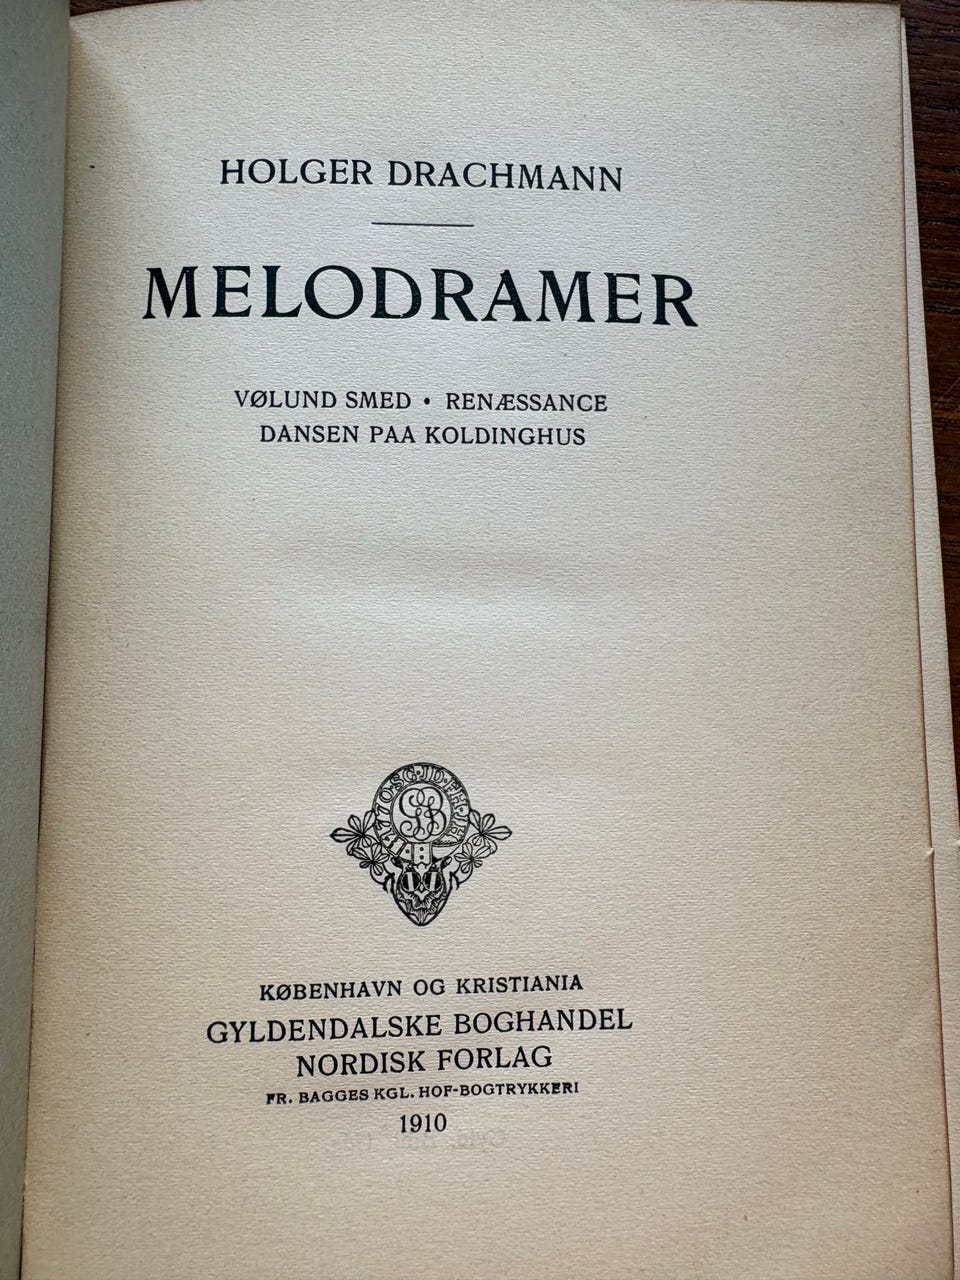 HOLGER DRACHMANN
MELODRAMER
VØLUND SMED • RENÆSSANCE
DANSEN PAA KOLDINGHUS
KØBENHAVN OG KRISTIANIA
GYLDENDALSKE BOGHANDEL
NORDISK FORLAG
FR. BAGGES KGL. HOF-BOGTRYKKERI
1910